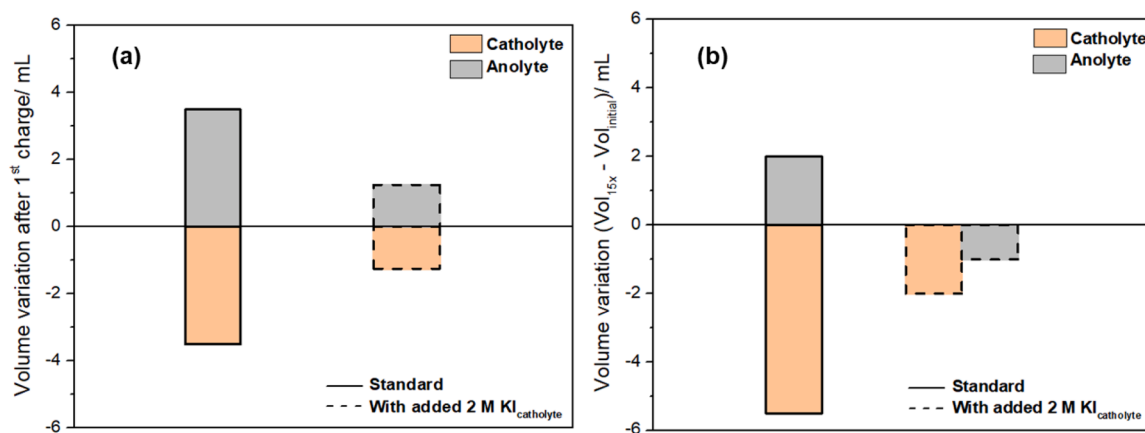 (a)
Catholyte
Anolyte
Volume variation after 1st charge/ mL
6
4
2
0
-2
-4
-6
Standard
With added 2 M KIcatholyte
(b)
Catholyte
Anolyte
Volume variation (Vol15x - Volinitial)/ mL
6
4
2
0
-2
-4
-6
Standard
With added 2 M KIcatholyte